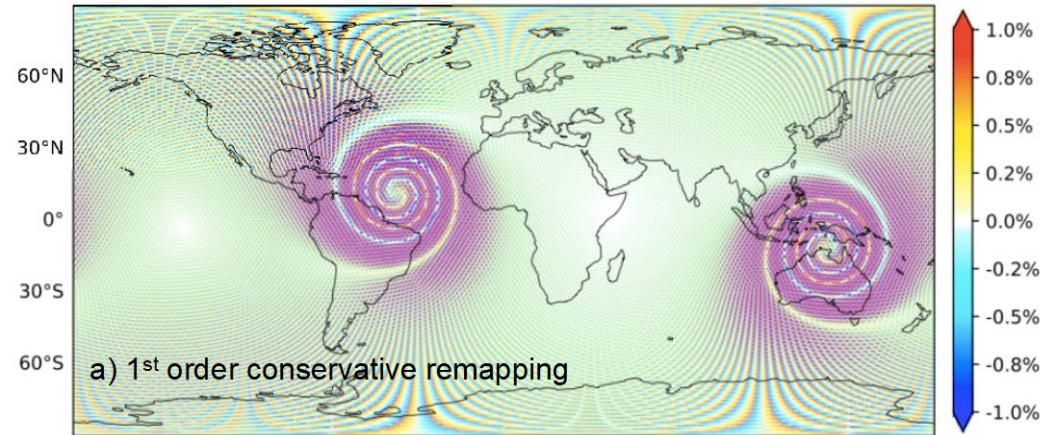 60°N
30°N
0°
30°S
60°S
a) 1st order conservative remapping
1.0%
0.8%
0.5%
0.2%
0.0%
-0.2%
-0.5%
-0.8%
-1.0%